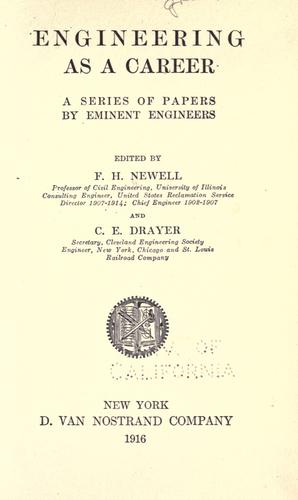 ENGINEERING
AS A CAREER
A SERIES OF PAPERS
BY EMINENT ENGINEERS
EDITED BY
F. H. NEWELL
Professor of Civil Engineering, University of Illinois
Consulting Engineer, United States Reclamation Service
Director 1907-1914; Chief Engineer 1902-1907
AND
C. E. DRAYER
Secretary, Cleveland Engineering Society
Engineer, New York, Chicago and St. Louis
Railroad Company
OF
CALIFORNIA
NEW YORK
D. VAN NOSTRAND COMPANY
1916